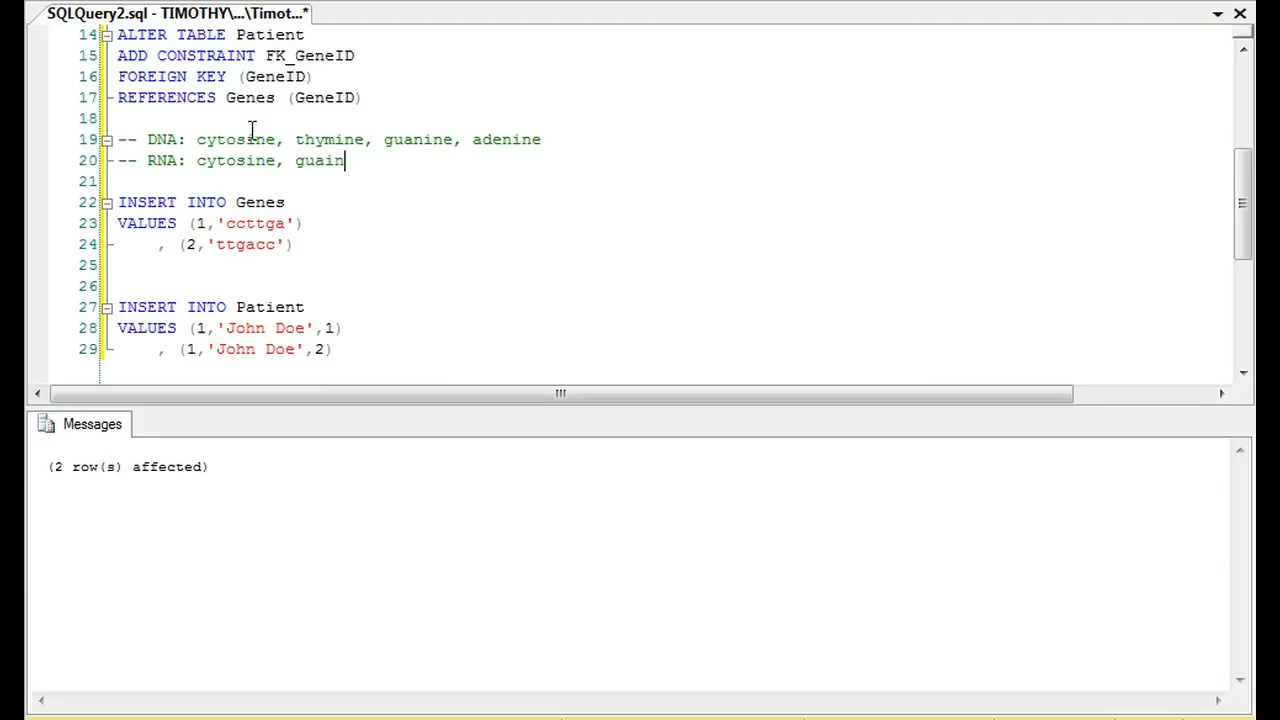 SQLQuery2.sql - TIMOTHY\...\Timot...*
14 ALTER TABLE Patient
15 ADD CONSTRAINT FK_GeneID
16 FOREIGN KEY (GeneID)
17 REFERENCES Genes (GeneID)
18
19 -- DNA: cytosine, thymine, guanine, adenine
20 -- RNA: cytosine, guain
21
22 INSERT INTO Genes
23 VALUES (1,'ccttga')
24 , (2,'ttgacc')
25
26
27 INSERT INTO Patient
28 VALUES (1,'John Doe',1)
29 , (1,'John Doe',2)
Messages
(2 row(s) affected)